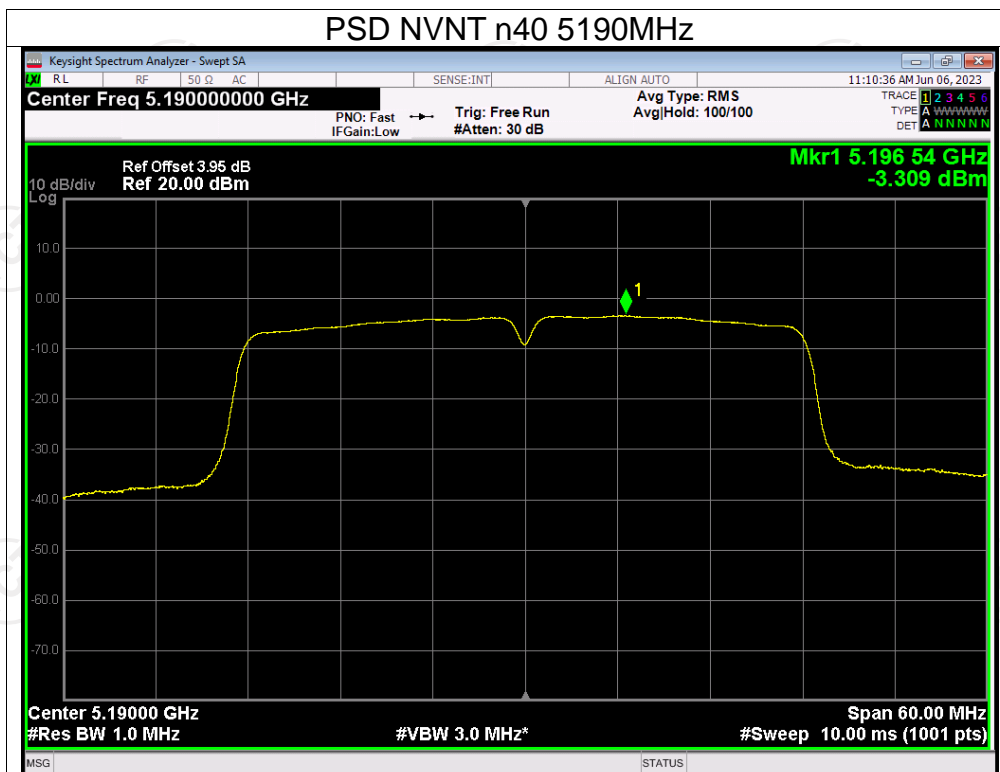 PSD NVNT n40 5190MHz
Keysight Spectrum Analyzer - Swept SA
LXI RL RF 50 Ω AC SENSE:INT ALIGN AUTO 11:10:36 AM Jun 06, 2023
Center Freq 5.190000000 GHz
PNO: Fast
IFGain:Low
Trig: Free Run
#Atten: 30 dB
Avg Type: RMS
Avg|Hold: 100/100
TRACE 1 2 3 4 5 6
TYPE A WWWWW
DET A N N N N N
Mkr1 5.196 54 GHz
-3.309 dBm
Ref Offset 3.95 dB
10 dB/div Ref 20.00 dBm
Log
10.0
0.00
-10.0
-20.0
-30.0
-40.0
-50.0
-60.0
-70.0
1
Center 5.19000 GHz Span 60.00 MHz
#Res BW 1.0 MHz #VBW 3.0 MHz* #Sweep 10.00 ms (1001 pts)
MSG STATUS